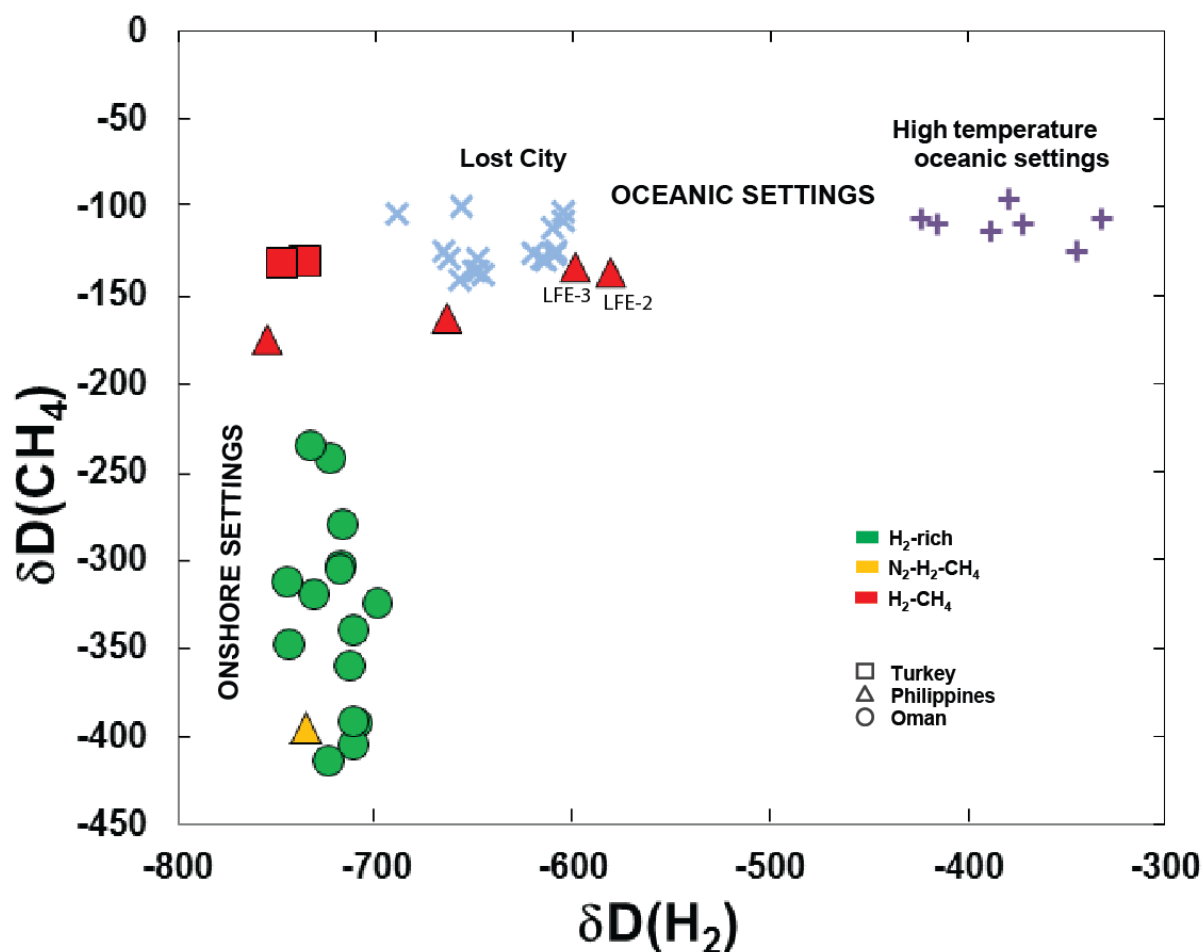 0
-50
-100
-150
-200
-250
-300
-350
-400
-450
δD(CH₄)
Lost City
High temperature
oceanic settings
OCEANIC SETTINGS
LFE-3
LFE-2
ONSHORE SETTINGS
H₂-rich
N₂-H₂-CH₄
H₂-CH₄
Turkey
Philippines
Oman
-800 -700 -600 -500 -400 -300
δD(H₂)